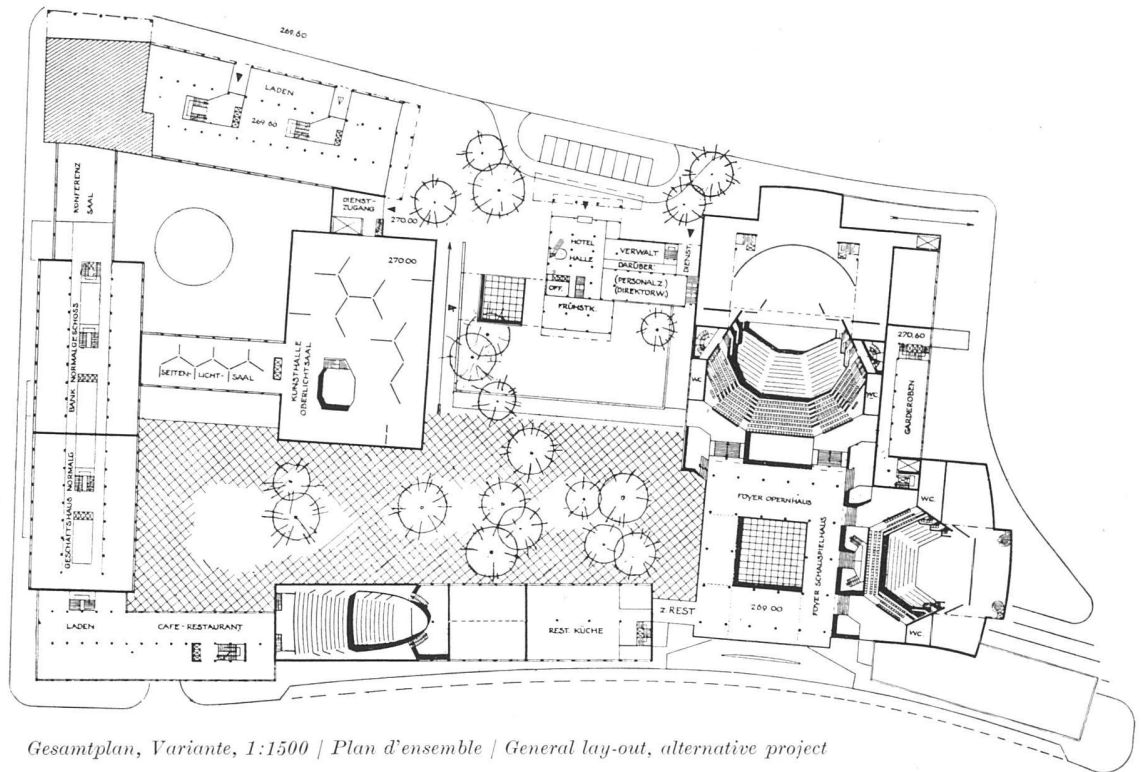 269.60
LADEN
269.60
KONFERENZ
SAAL
DIENST-
ZUGANG
270.00
270.00
HOTEL
HALLE
OFF.
FRÜHSTK.
VERWALT
DARÜBER:
(PERSONALZ.)
(DIREKTORW.)
DIENST.
BANK NORMALGESCHOSS
SEITEN- LICHT- SAAL
KUNSTHALLE
OBERLICHTSAAL
WC
WC.
270.60
GARDEROBEN
GESCHÄFTSHAUS NORMALG
FOYER OPERNHAUS
FOYER SCHAUSPIELHAUS
WC.
WC.
LADEN
CAFE-RESTAURANT
REST. KÜCHE
Z. REST
269.00
Gesamtplan, Variante, 1:1500 | Plan d'ensemble | General lay-out, alternative project